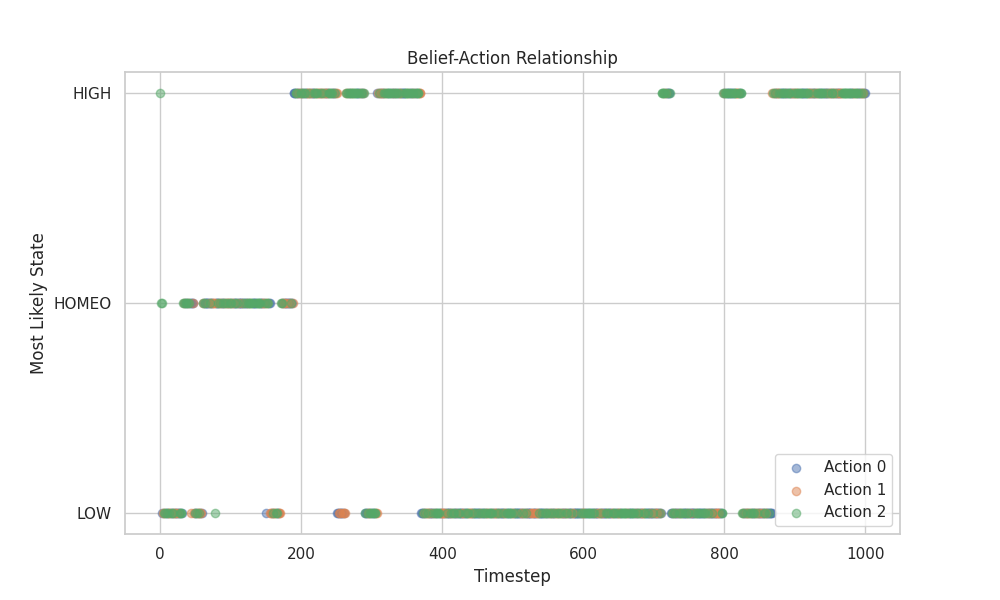 Belief-Action Relationship
HIGH
HOMEO
LOW
Most Likely State
Action 0
Action 1
Action 2
0
200
400
600
800
1000
Timestep